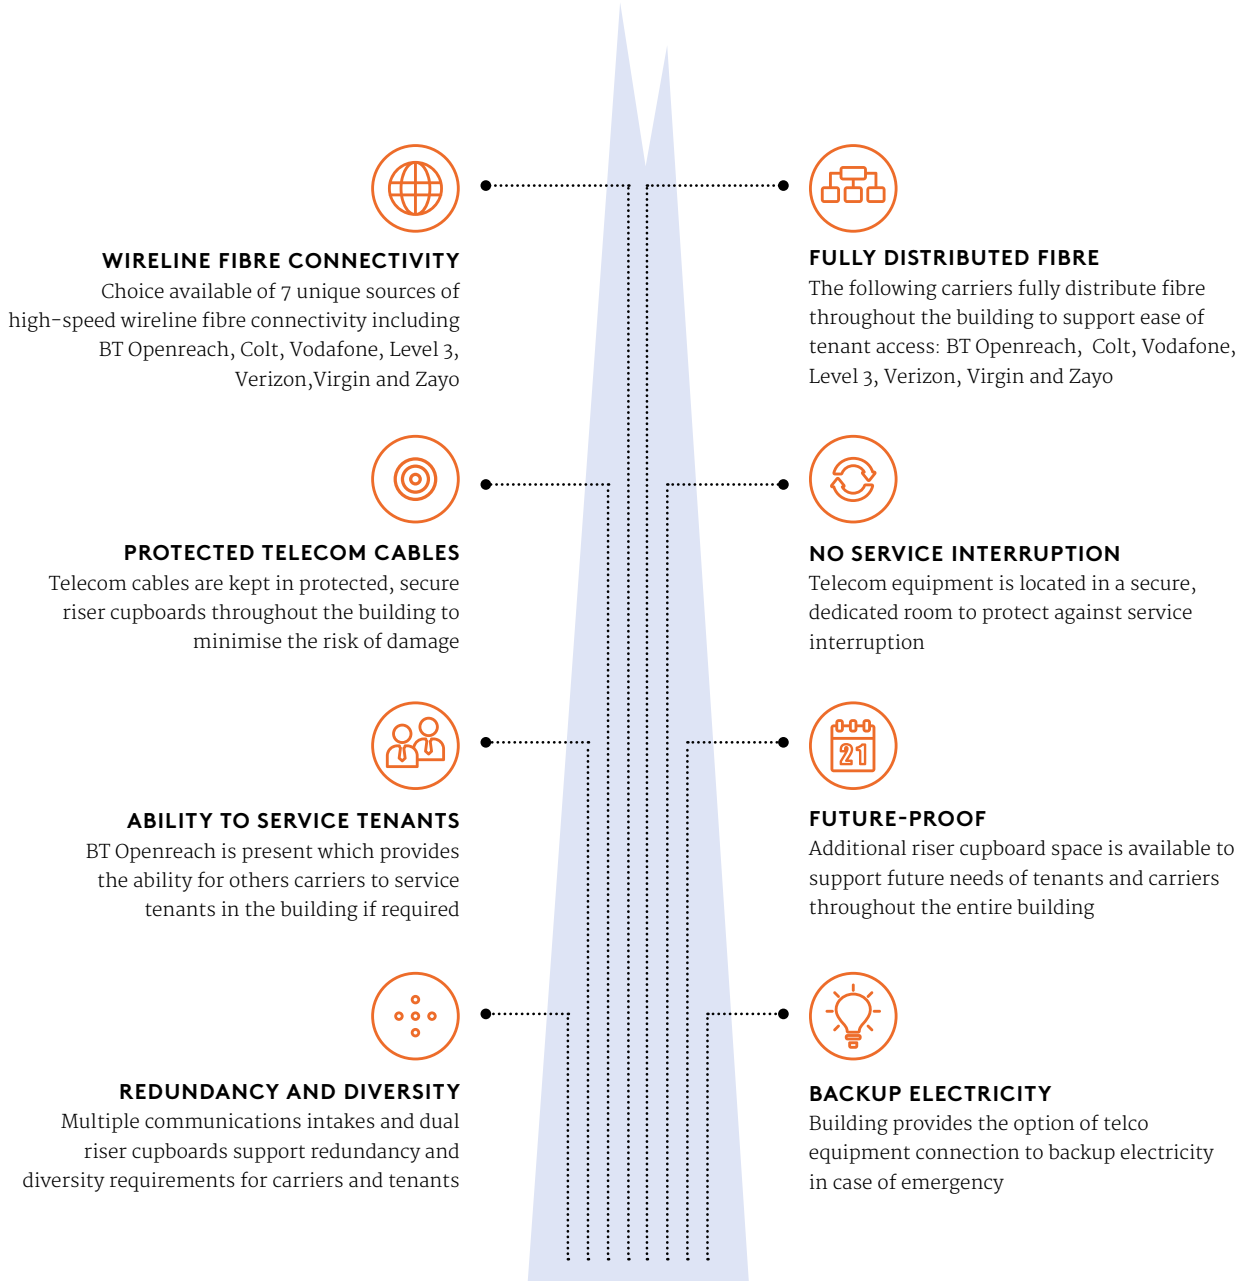 WIRELINE FIBRE CONNECTIVITY
Choice available of 7 unique sources of
high-speed wireline fibre connectivity including
BT Openreach, Colt, Vodafone, Level 3,
Verizon,Virgin and Zayo
FULLY DISTRIBUTED FIBRE
The following carriers fully distribute fibre
throughout the building to support ease of
tenant access: BT Openreach, Colt, Vodafone,
Level 3, Verizon, Virgin and Zayo
PROTECTED TELECOM CABLES
Telecom cables are kept in protected, secure
riser cupboards throughout the building to
minimise the risk of damage
NO SERVICE INTERRUPTION
Telecom equipment is located in a secure,
dedicated room to protect against service
interruption
ABILITY TO SERVICE TENANTS
BT Openreach is present which provides
the ability for others carriers to service
tenants in the building if required
21
FUTURE-PROOF
Additional riser cupboard space is available to
support future needs of tenants and carriers
throughout the entire building
REDUNDANCY AND DIVERSITY
Multiple communications intakes and dual
riser cupboards support redundancy and
diversity requirements for carriers and tenants
BACKUP ELECTRICITY
Building provides the option of telco
equipment connection to backup electricity
in case of emergency